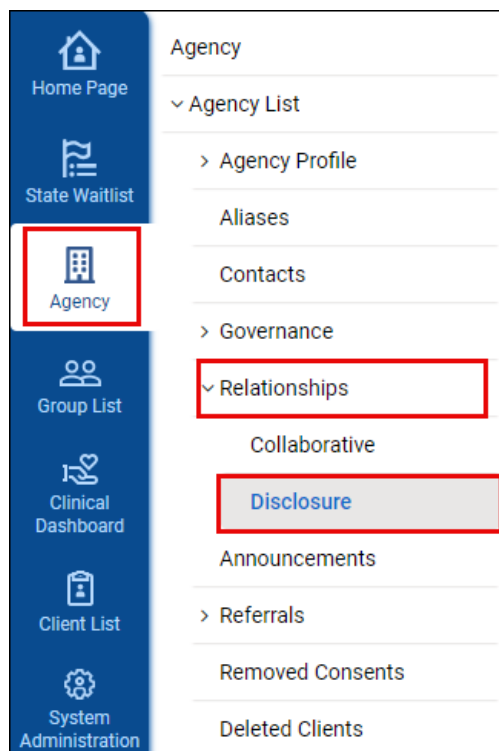 Home Page
State Waitlist
Agency
Group List
Clinical
Dashboard
Client List
System
Administration
Agency
Agency List
Agency Profile
Aliases
Contacts
Governance
Relationships
Collaborative
Disclosure
Announcements
Referrals
Removed Consents
Deleted Clients